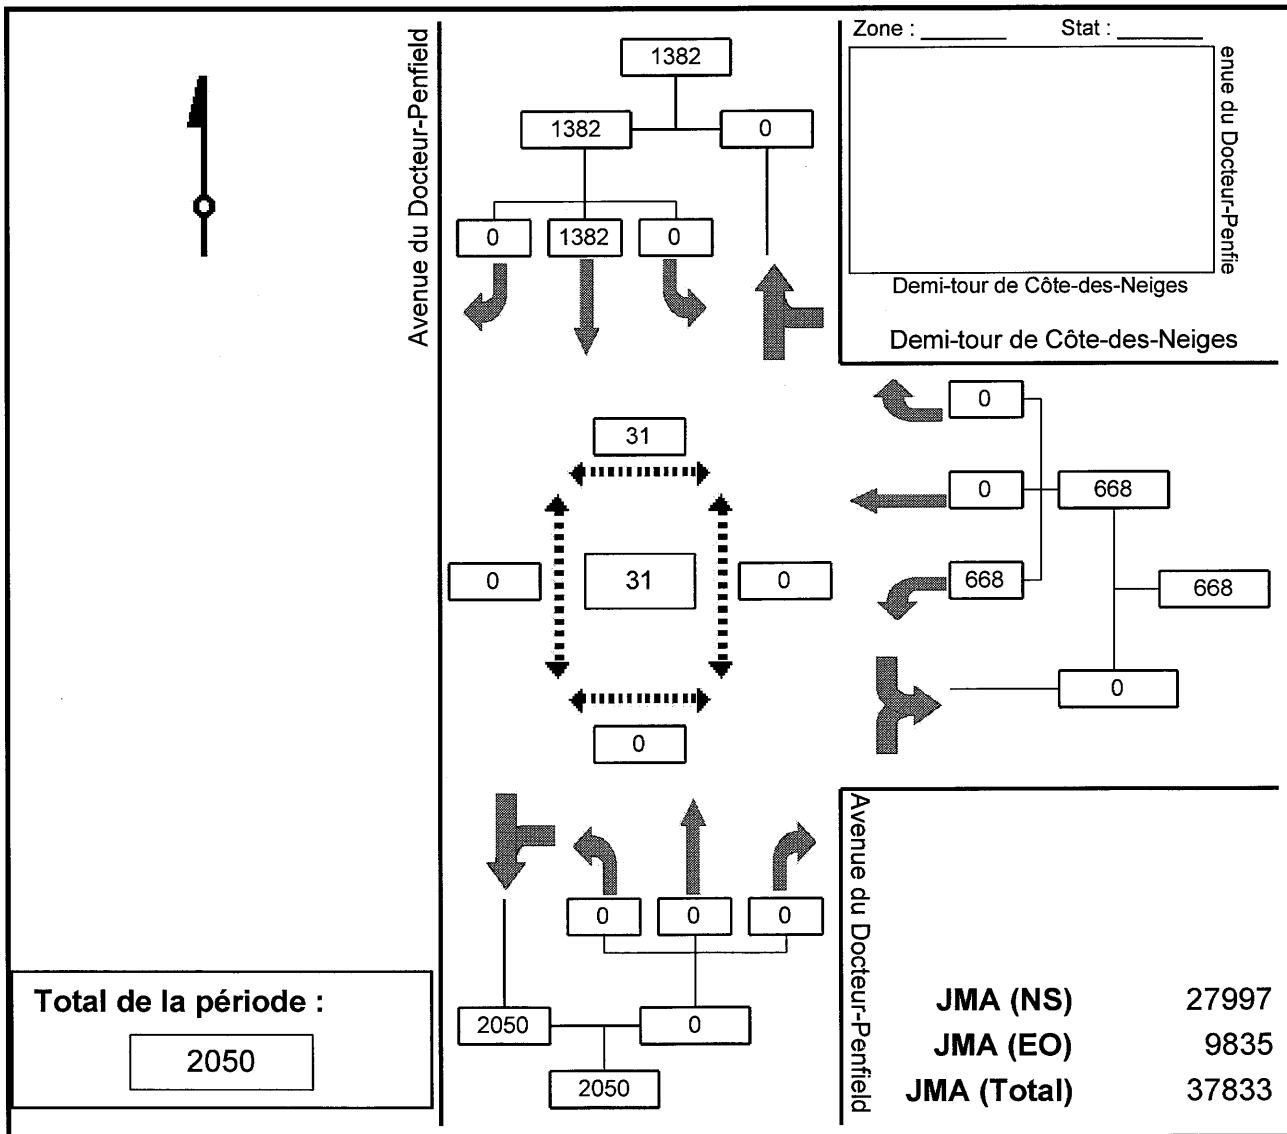 Avenue du Docteur-Penfield
1382
1382 0
0 1382 0
Zone : Stat :
enue du Docteur-Penfie
Demi-tour de Côte-des-Neiges
Demi-tour de Côte-des-Neiges
31
0 31 0
0
0
0 668
668
668
0
0 0 0
2050 0
2050
Total de la période :
2050
Avenue du Docteur-Penfield
JMA (NS) 27997
JMA (EO) 9835
JMA (Total) 37833